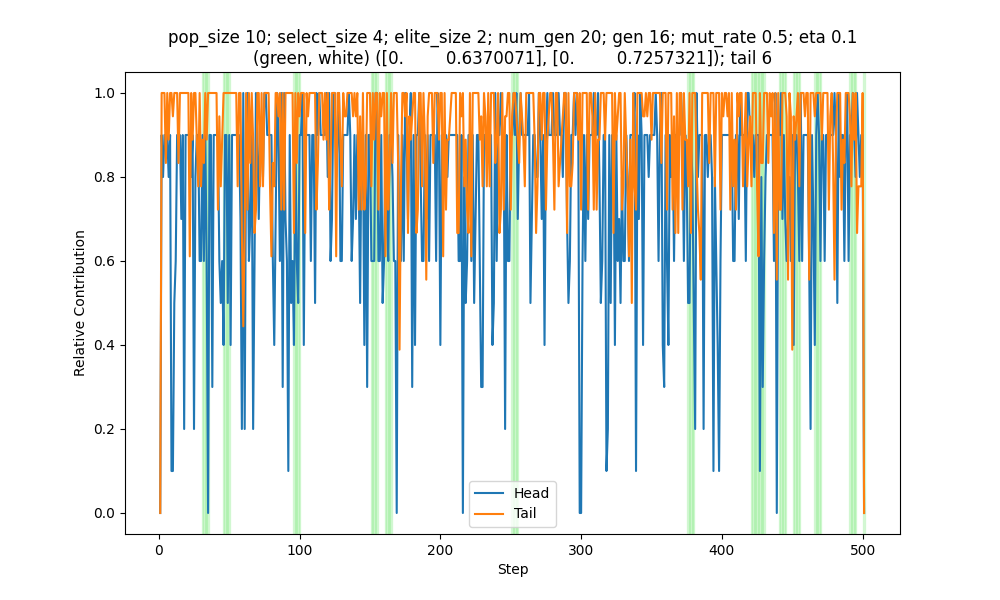 pop_size 10; select_size 4; elite_size 2; num_gen 20; gen 16; mut_rate 0.5; eta 0.1
(green, white) ([0. 0.6370071], [0. 0.7257321]); tail 6
1.0
0.8
0.6
0.4
0.2
0.0
Relative Contribution
Head
Tail
0 100 200 300 400 500
Step